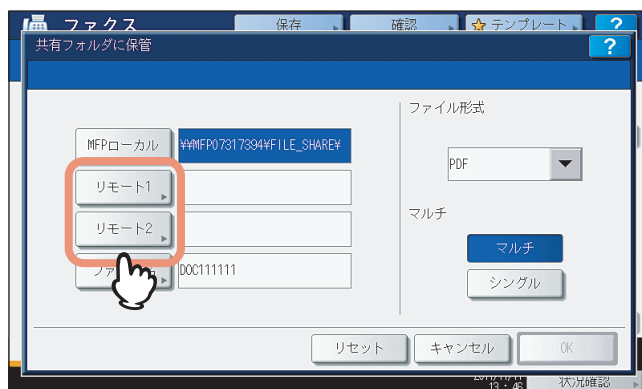 ファクス 保存 確認 テンプレート ?
共有フォルダに保管 ?
ファイル形式
MFPローカル ¥¥MFP07317394¥FILE_SHARE¥
PDF
リモート1
マルチ
リモート2
マルチ
DOC111111
シングル
リセット キャンセル OK
13:46 状況確認